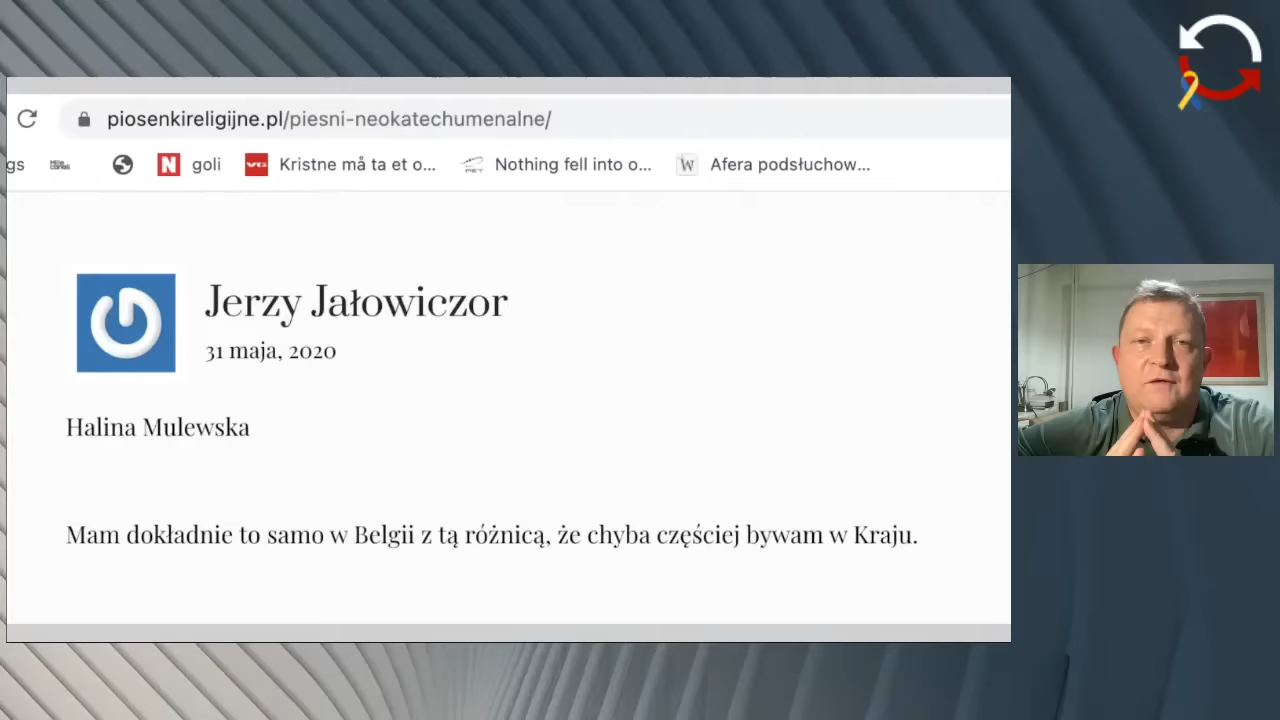 piosenkireligijne.pl/piesni-neokatechumenalne/
gs
N goli
VG Kristne må ta et o...
Nothing fell into o...
W Afera podsłuchow...
Jerzy Jałowiczor
31 maja, 2020
Halina Mulewska
Mam dokładnie to samo w Belgii z tą różnicą, że chyba częściej bywam w Kraju.